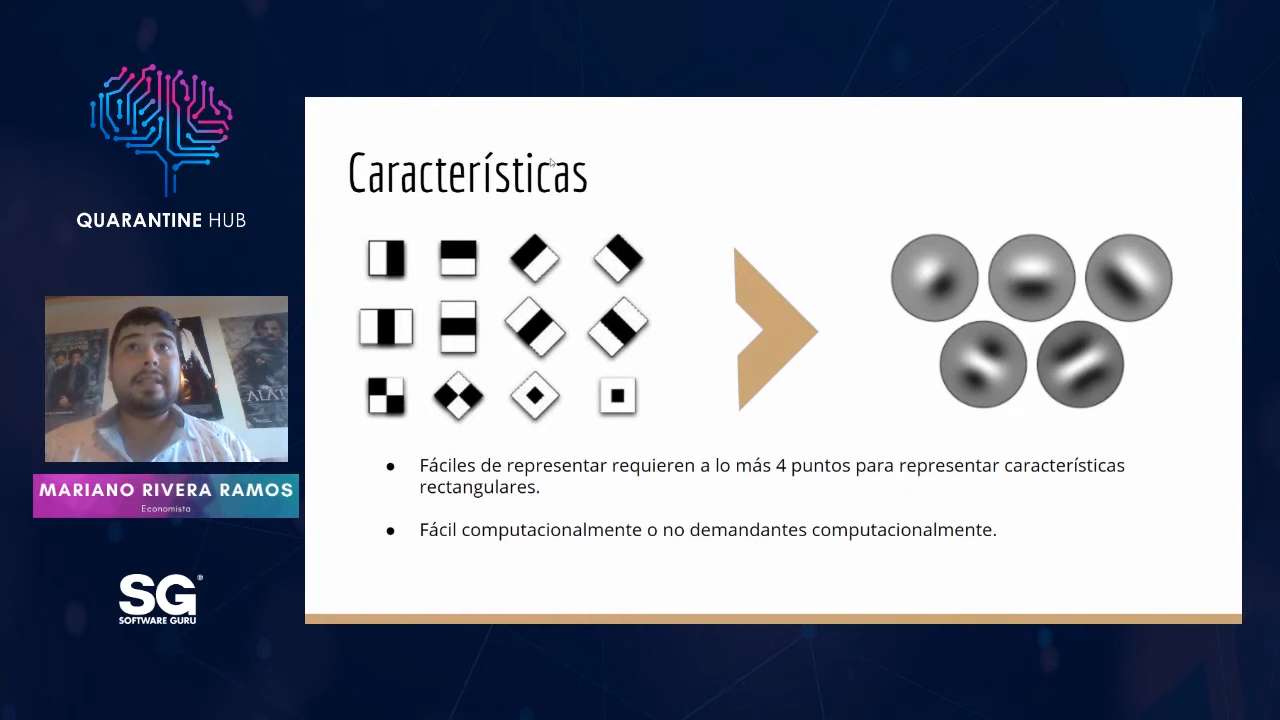 QUARANTINE HUB
MARIANO RIVERA RAMOS
Economista
SG®
SOFTWARE GURU
Características
● Fáciles de representar requieren a lo más 4 puntos para representar características
rectangulares.
● Fácil computacionalmente o no demandantes computacionalmente.